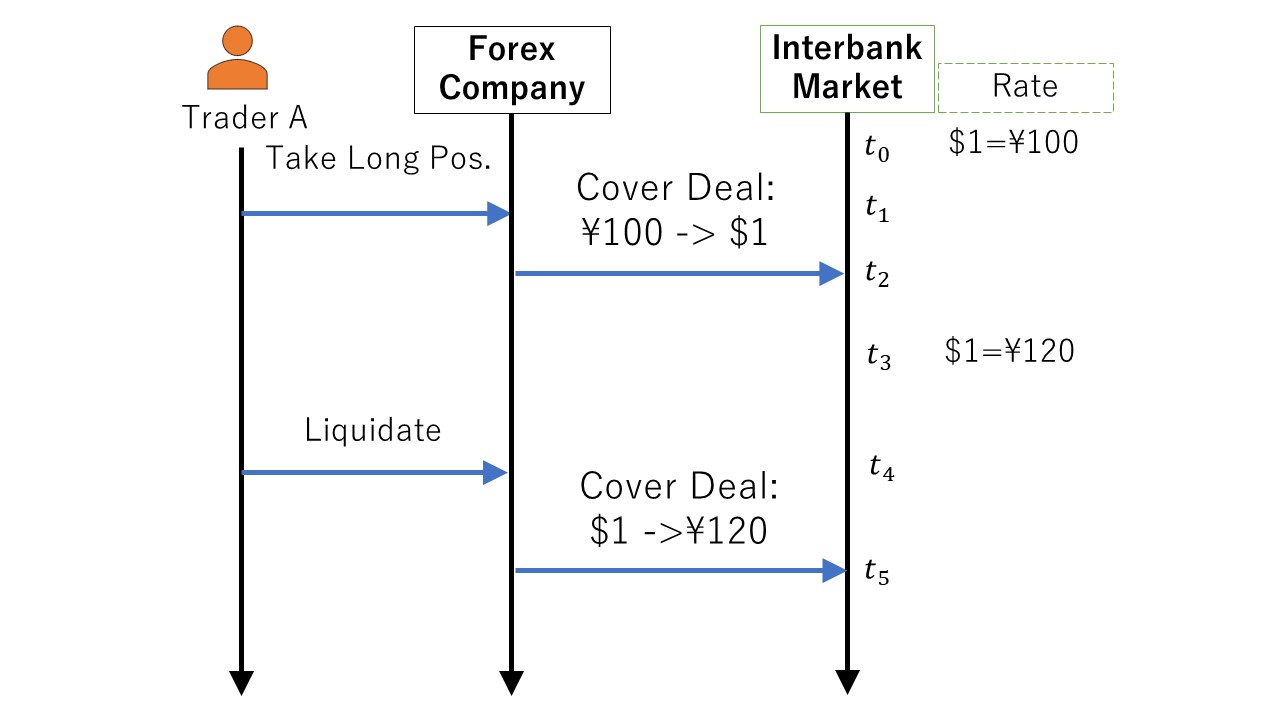 Forex
Company
Interbank
Market
Rate
Trader A
Take Long Pos.
t0
$1=¥100
Cover Deal:
¥100 -> $1
t1
t2
t3
$1=¥120
Liquidate
t4
Cover Deal:
$1 ->¥120
t5